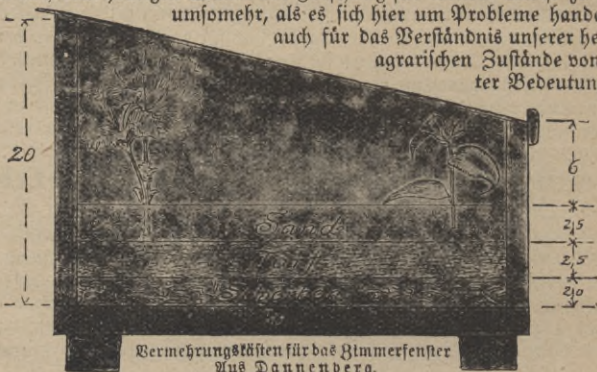 umsomehr, als es sich hier um Probleme hande
auch für das Verständnis unserer he
agrarischen Zustände von
ter Bedeutun
20
6
Sand
2,5
2,5
2,0
Vermehrungskästen für das Zimmerfenster
Aus Dannenberg.